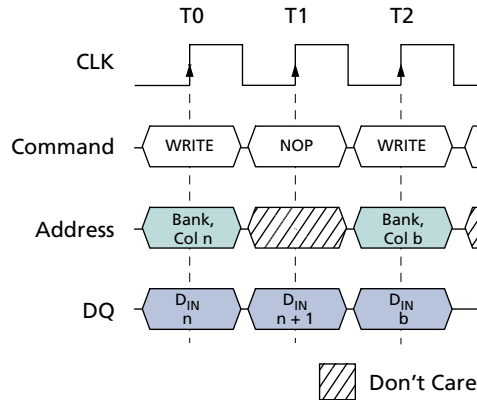 T0 T1 T2
CLK
Command WRITE NOP WRITE
Address Bank, Col n Bank, Col b
DQ DIN n DIN n + 1 DIN b
Don't Care